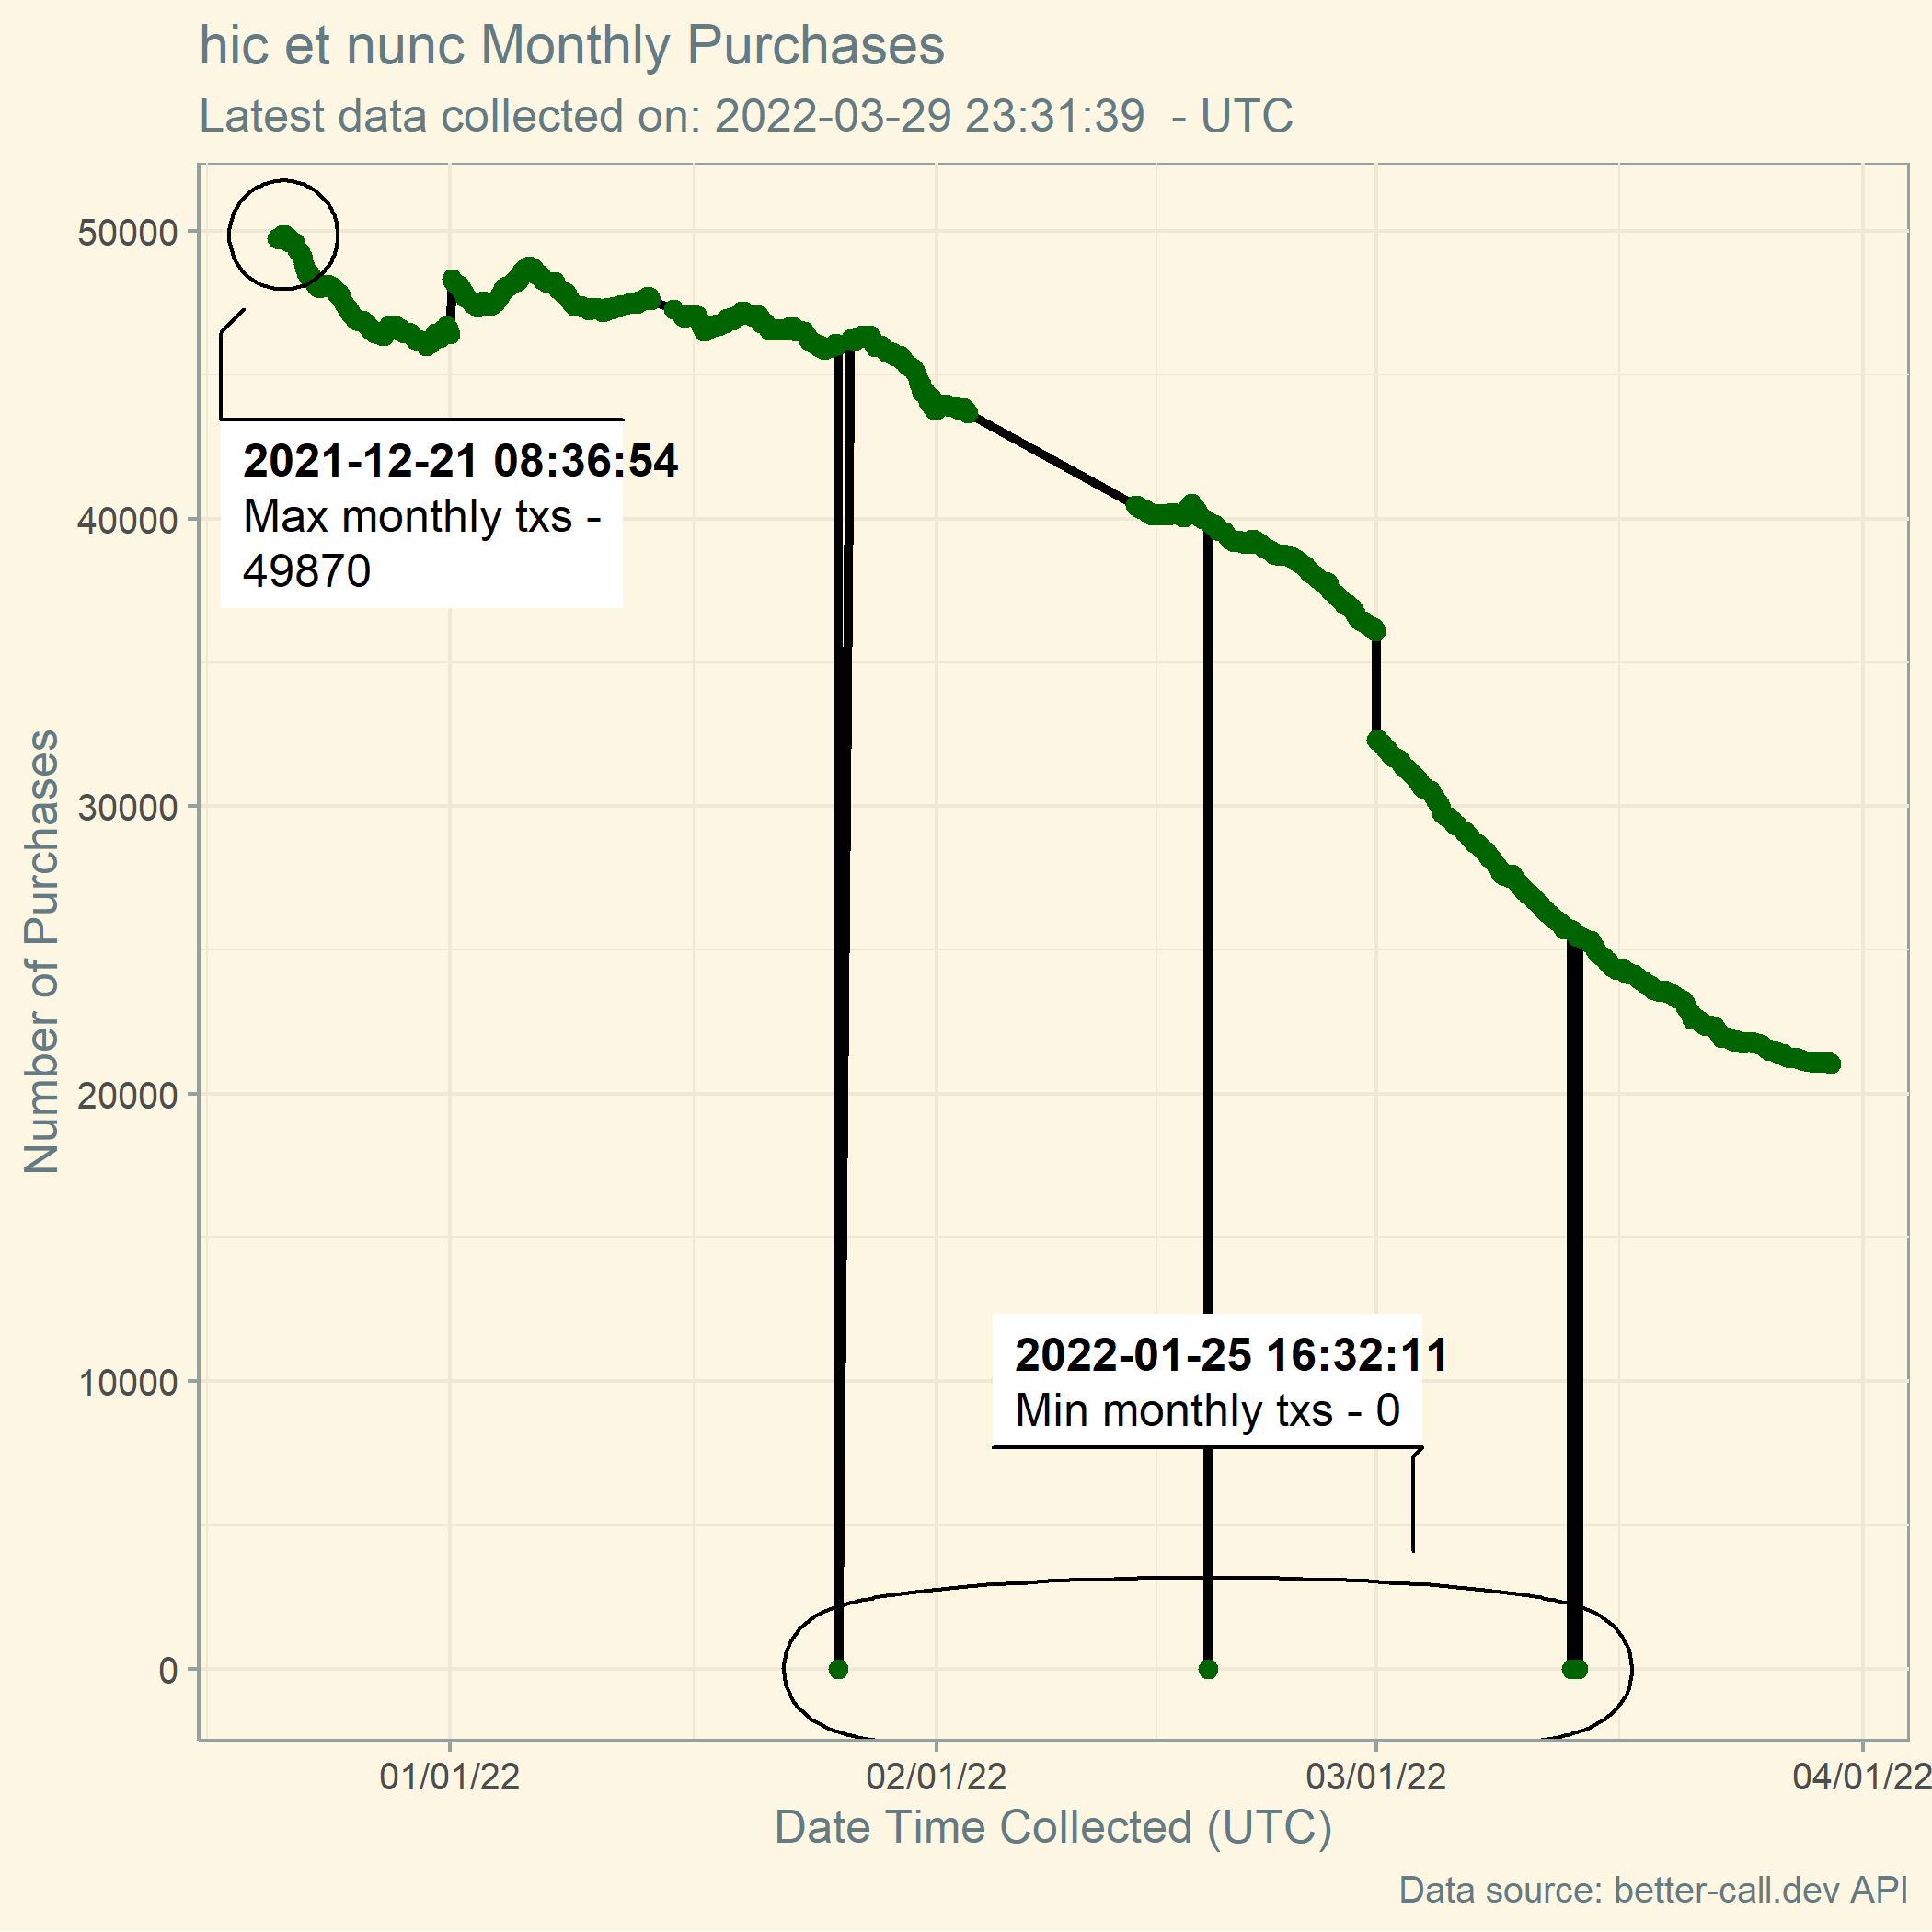 hic et nunc Monthly Purchases
Latest data collected on: 2022-03-29 23:31:39  - UTC
Number of Purchases
50000
40000
30000
20000
10000
0
2021-12-21 08:36:54
Max monthly txs -
49870
2022-01-25 16:32:11
Min monthly txs - 0
01/01/22
02/01/22
03/01/22
04/01/22
Date Time Collected (UTC)
Data source: better-call.dev API